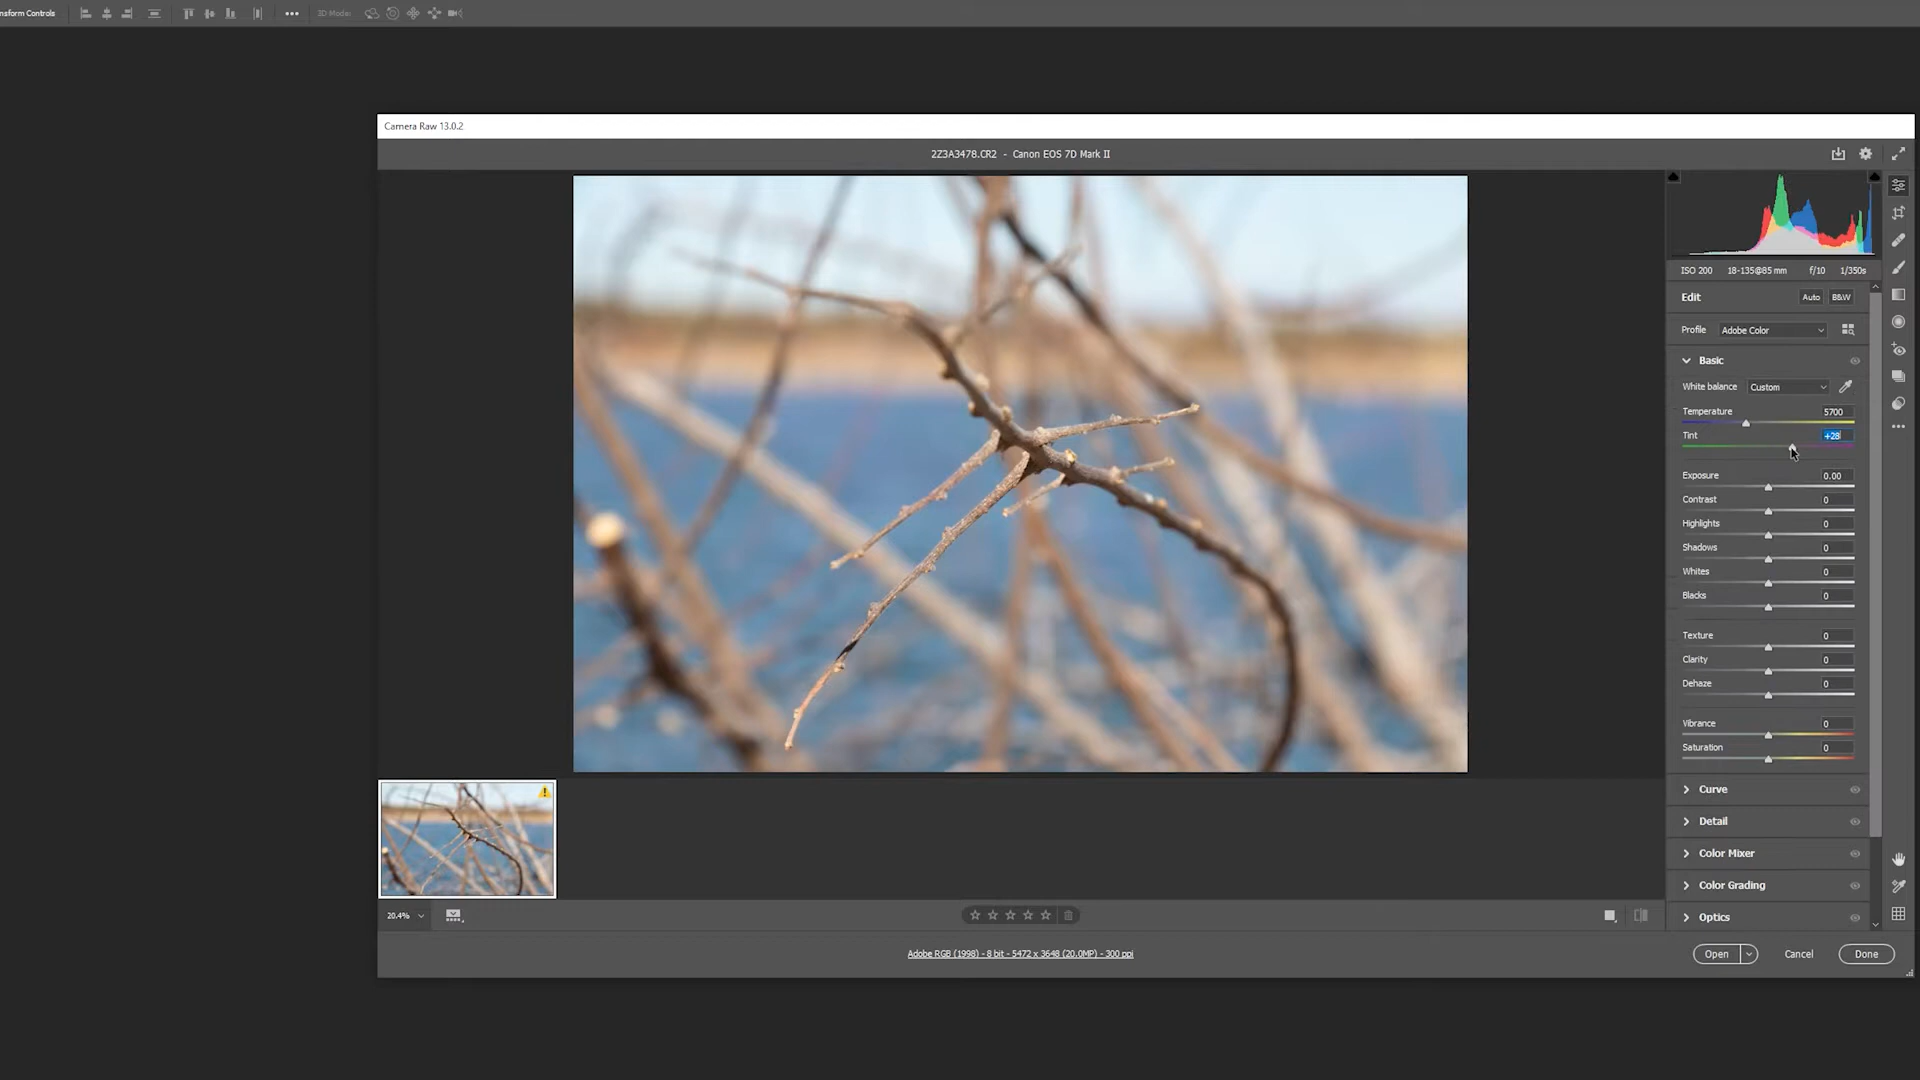 nsform Controls
3D Mode:
Camera Raw 13.0.2
2Z3A3478.CR2 - Canon EOS 7D Mark II
ISO 200 18-135@85 mm f/10 1/350s
Edit Auto B&W
Profile Adobe Color
Basic
White balance Custom
Temperature 5700
Tint +28
Exposure 0.00
Contrast 0
Highlights 0
Shadows 0
Whites 0
Blacks 0
Texture 0
Clarity 0
Dehaze 0
Vibrance 0
Saturation 0
Curve
Detail
Color Mixer
Color Grading
Optics
20.4%
Adobe RGB (1998) - 8 bit - 5472 x 3648 (20.0MP) - 300 ppi
Open Cancel Done